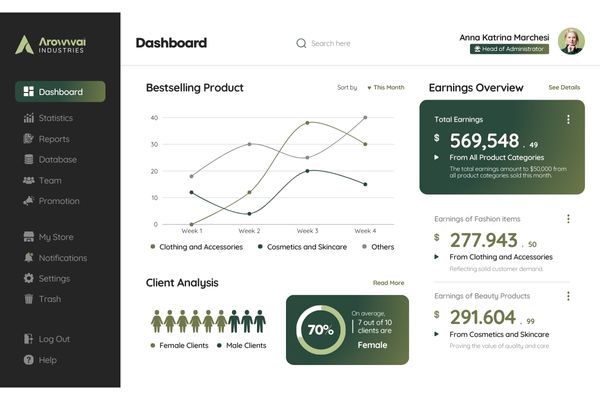 Arowwai
INDUSTRIES
Dashboard
Statistics
Reports
Database
Team
Promotion
My Store
Notifications
Settings
Trash
Log Out
Help
Dashboard
Search here
Anna Katrina Marchesi
Head of Administrator
Bestselling Product
Sort by
This Month
40
30
20
10
0
Week 1 Week 2 Week 3 Week 4
Clothing and Accessories Cosmetics and Skincare Others
Client Analysis
Read More
Female Clients Male Clients
70%
On average,
7 out of 10
clients are
Female
Earnings Overview
See Details
Total Earnings
$ 569,548 . 49
From All Product Categories
The total earnings amount to $50,000 from
all product categories sold this month.
Earnings of Fashion items
$ 277.943 . 50
From Clothing and Accessories
Reflecting solid customer demand.
Earnings of Beauty Products
$ 291.604 . 99
From Cosmetics and Skincare
Proving the value of quality and care